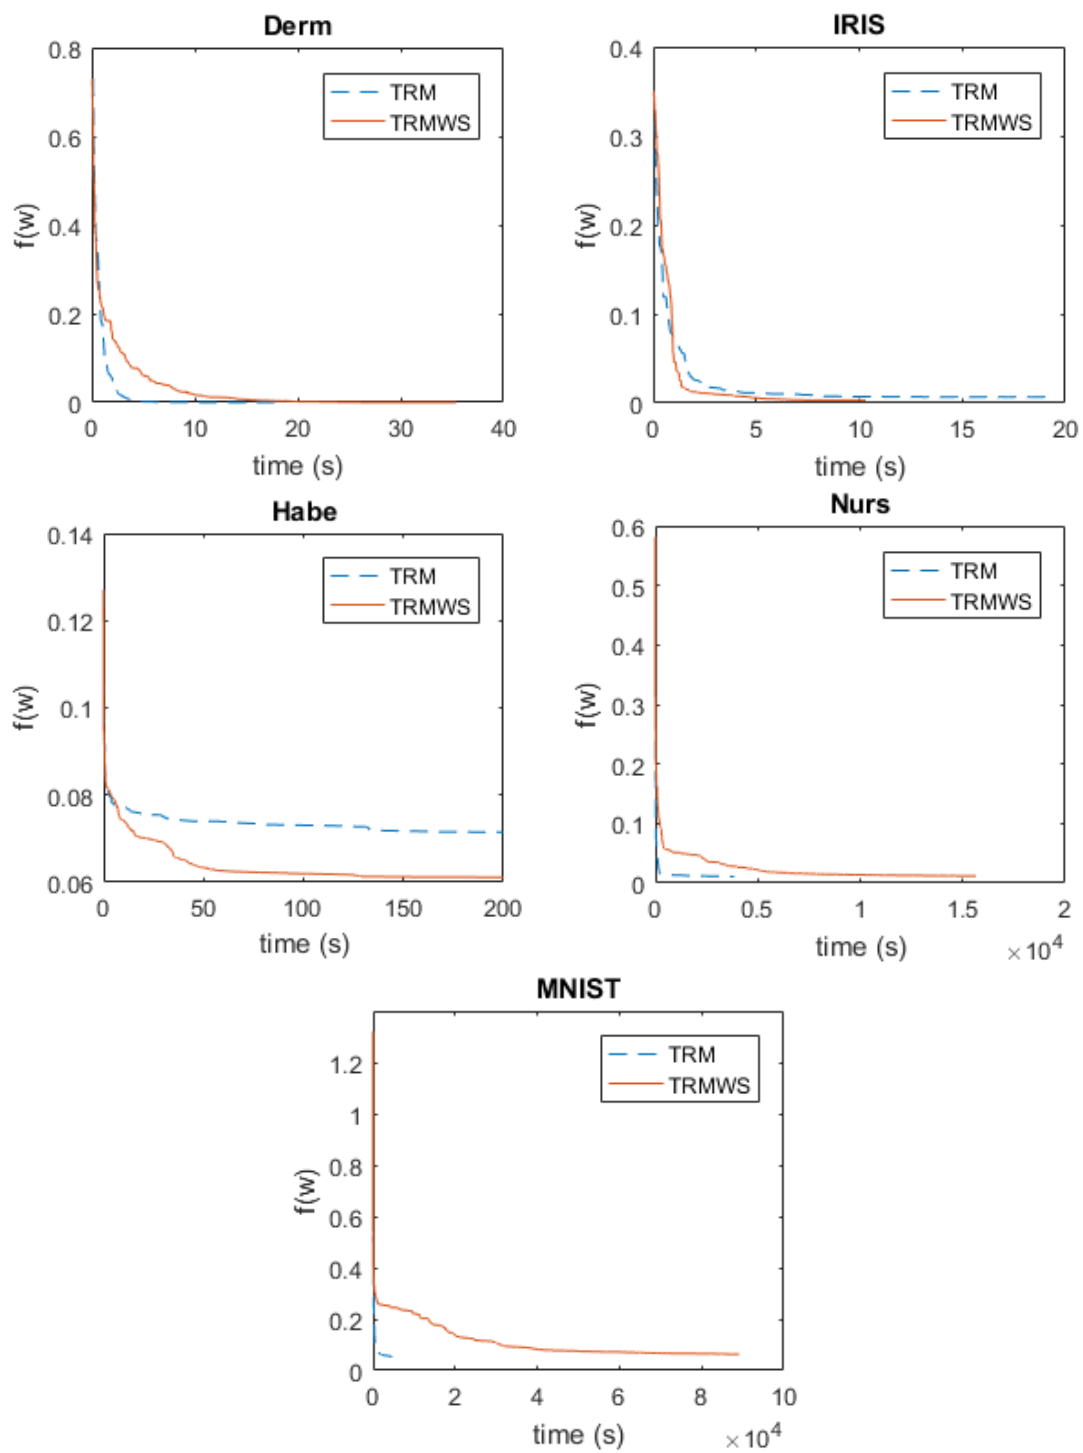 Derm
0.8
0.6
0.4
0.2
0
f(w)
TRM
TRMWS
0 10 20 30 40
time (s)
IRIS
0.4
0.3
0.2
0.1
0
f(w)
TRM
TRMWS
0 5 10 15 20
time (s)
Habe
0.14
0.12
0.1
0.08
0.06
f(w)
TRM
TRMWS
0 50 100 150 200
time (s)
Nurs
0.6
0.5
0.4
0.3
0.2
0.1
0
f(w)
TRM
TRMWS
0 0.5 1 1.5 2
time (s) ×10^4
MNIST
1.2
1
0.8
0.6
0.4
0.2
0
f(w)
TRM
TRMWS
0 2 4 6 8 10
time (s) ×10^4